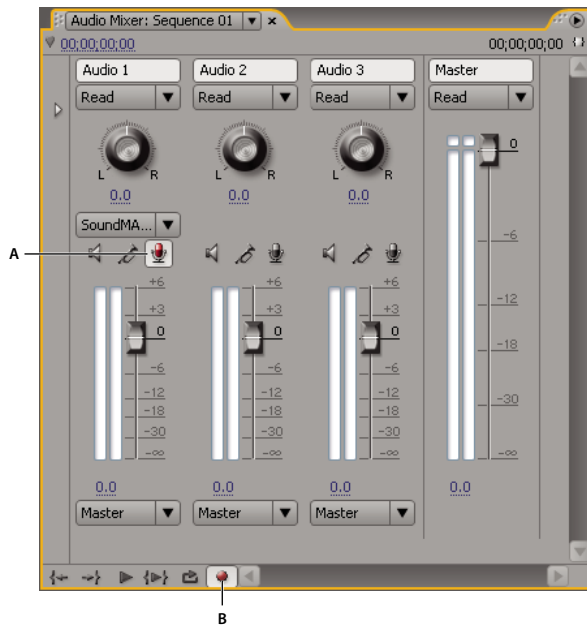 Audio Mixer: Sequence 01
00;00;00;00 00;00;00;00
Audio 1 Audio 2 Audio 3 Master
Read Read Read Read
L R L R L R
0.0 0.0 0.0
SoundMA...
A
+6 +6 +6
+3 +3 +3
0 0 0 0
-6 -6 -6 -6
-12 -12 -12 -12
-18 -18 -18 -18
-30 -30 -30 -30
-∞ -∞ -∞ -∞
0.0 0.0 0.0 0.0
Master Master Master
B